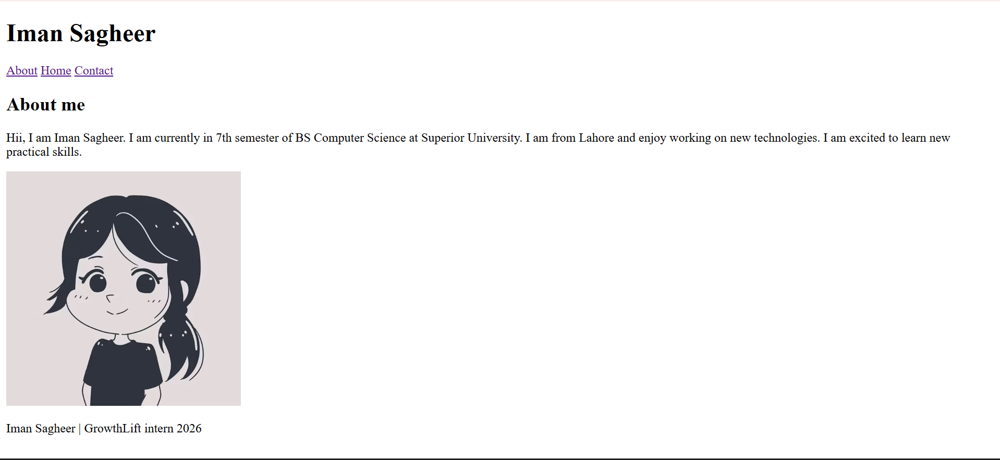 Iman Sagheer
About Home Contact
About me
Hii, I am Iman Sagheer. I am currently in 7th semester of BS Computer Science at Superior University. I am from Lahore and enjoy working on new technologies. I am excited to learn new
practical skills.
Iman Sagheer | GrowthLift intern 2026